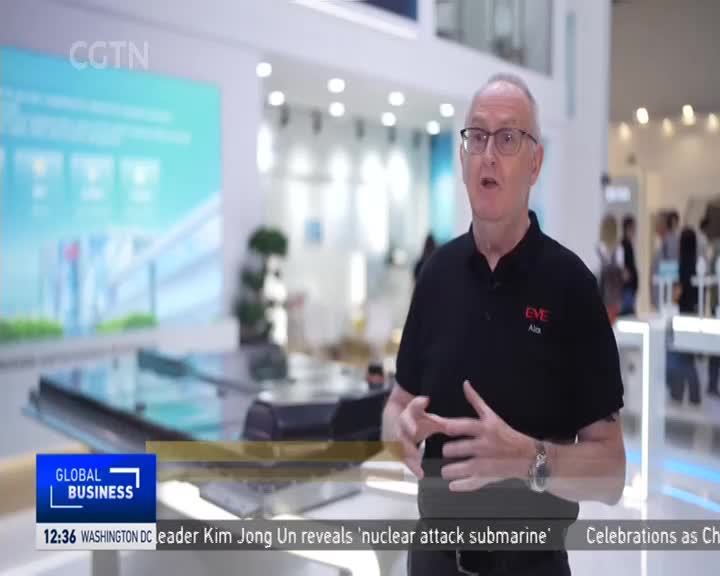 CGTN
EVE
Alex
GLOBAL
BUSINESS
12:36 WASHINGTON DC
Leader Kim Jong Un reveals 'nuclear attack submarine' Celebrations as Ch